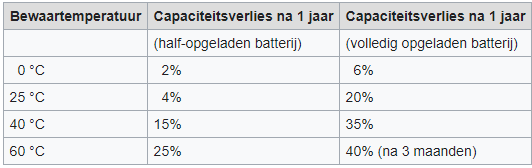 Bewaartemperatuur Capaciteitsverlies na 1 jaar Capaciteitsverlies na 1 jaar
(half-opgeladen batterij) (volledig opgeladen batterij)
0 °C 2% 6%
25 °C 4% 20%
40 °C 15% 35%
60 °C 25% 40% (na 3 maanden)